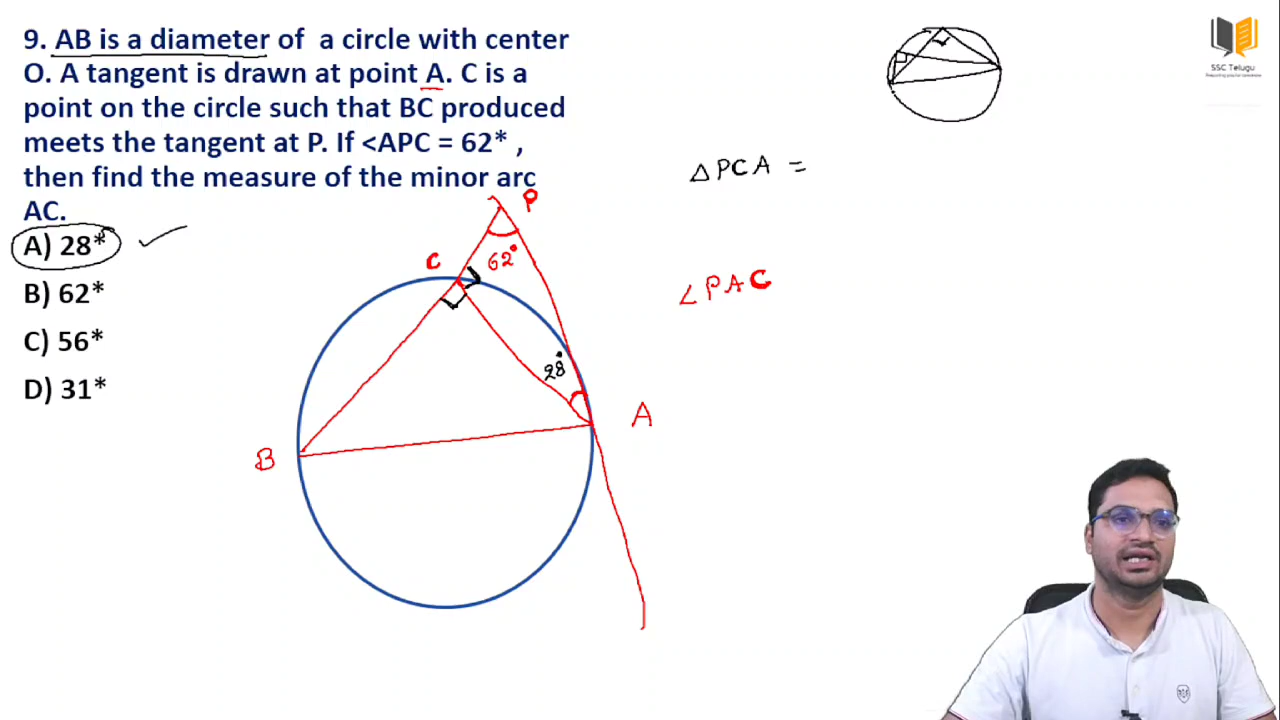 9. AB is a diameter of a circle with center
O. A tangent is drawn at point A. C is a
point on the circle such that BC produced
meets the tangent at P. If <APC = 62* ,
then find the measure of the minor arc
AC.
A) 28*
B) 62*
C) 56*
D) 31*
P
C
62°
28°
A
B
△PCA =
∠PAC
SSC Telugu